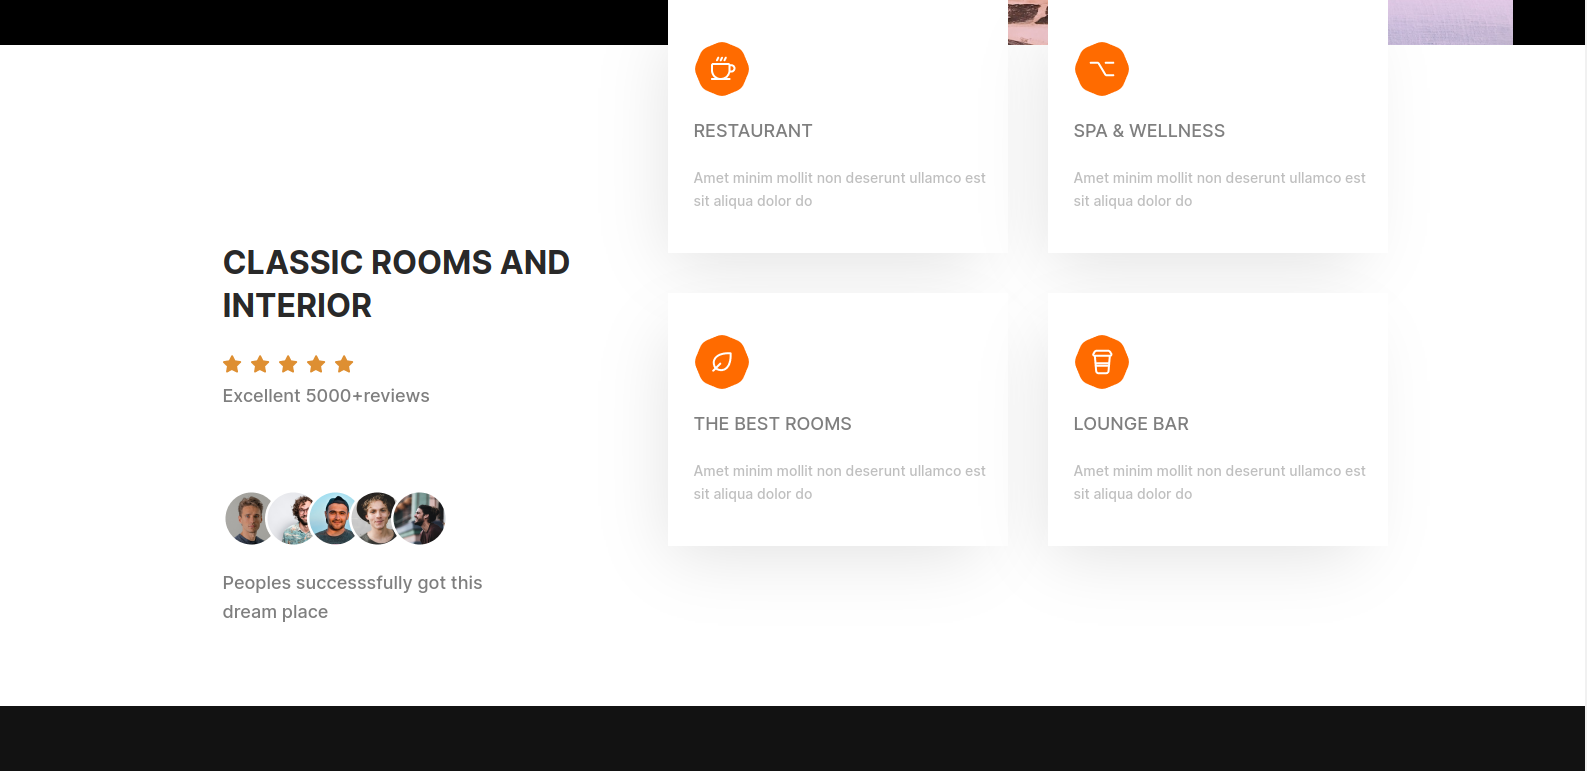 RESTAURANT
Amet minim mollit non deserunt ullamco est
sit aliqua dolor do
SPA & WELLNESS
Amet minim mollit non deserunt ullamco est
sit aliqua dolor do
CLASSIC ROOMS AND
INTERIOR
Excellent 5000+reviews
Peoples successsfully got this
dream place
THE BEST ROOMS
Amet minim mollit non deserunt ullamco est
sit aliqua dolor do
LOUNGE BAR
Amet minim mollit non deserunt ullamco est
sit aliqua dolor do